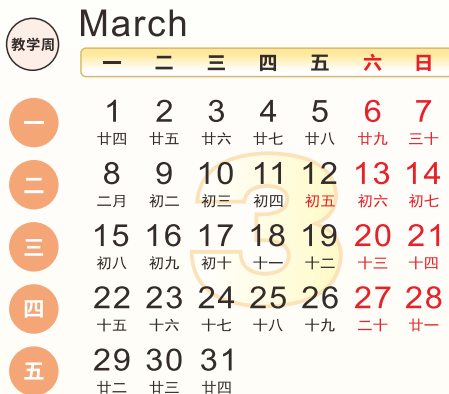 March
教学周 一 二 三 四 五 六 日
一 1 2 3 4 5 6 7
廿四 廿五 廿六 廿七 廿八 廿九 三十
二 8 9 10 11 12 13 14
二月 初二 初三 初四 初五 初六 初七
三 15 16 17 18 19 20 21
初八 初九 初十 十一 十二 十三 十四
四 22 23 24 25 26 27 28
十五 十六 十七 十八 十九 二十 廿一
五 29 30 31
廿二 廿三 廿四
3